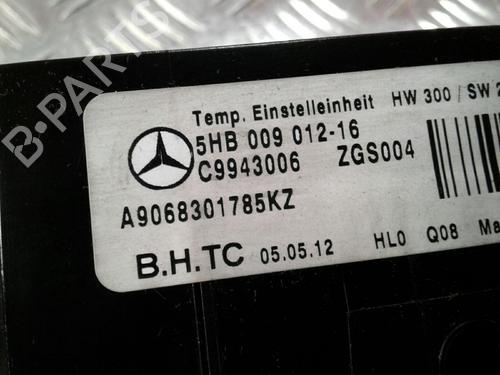 B-PARTS
Temp. Einstelleinheit HW 300 / SW
5HB 009 012-16
C9943006 ZGS004
A9068301785KZ
B.H.TC 05.05.12 HL0 Q08